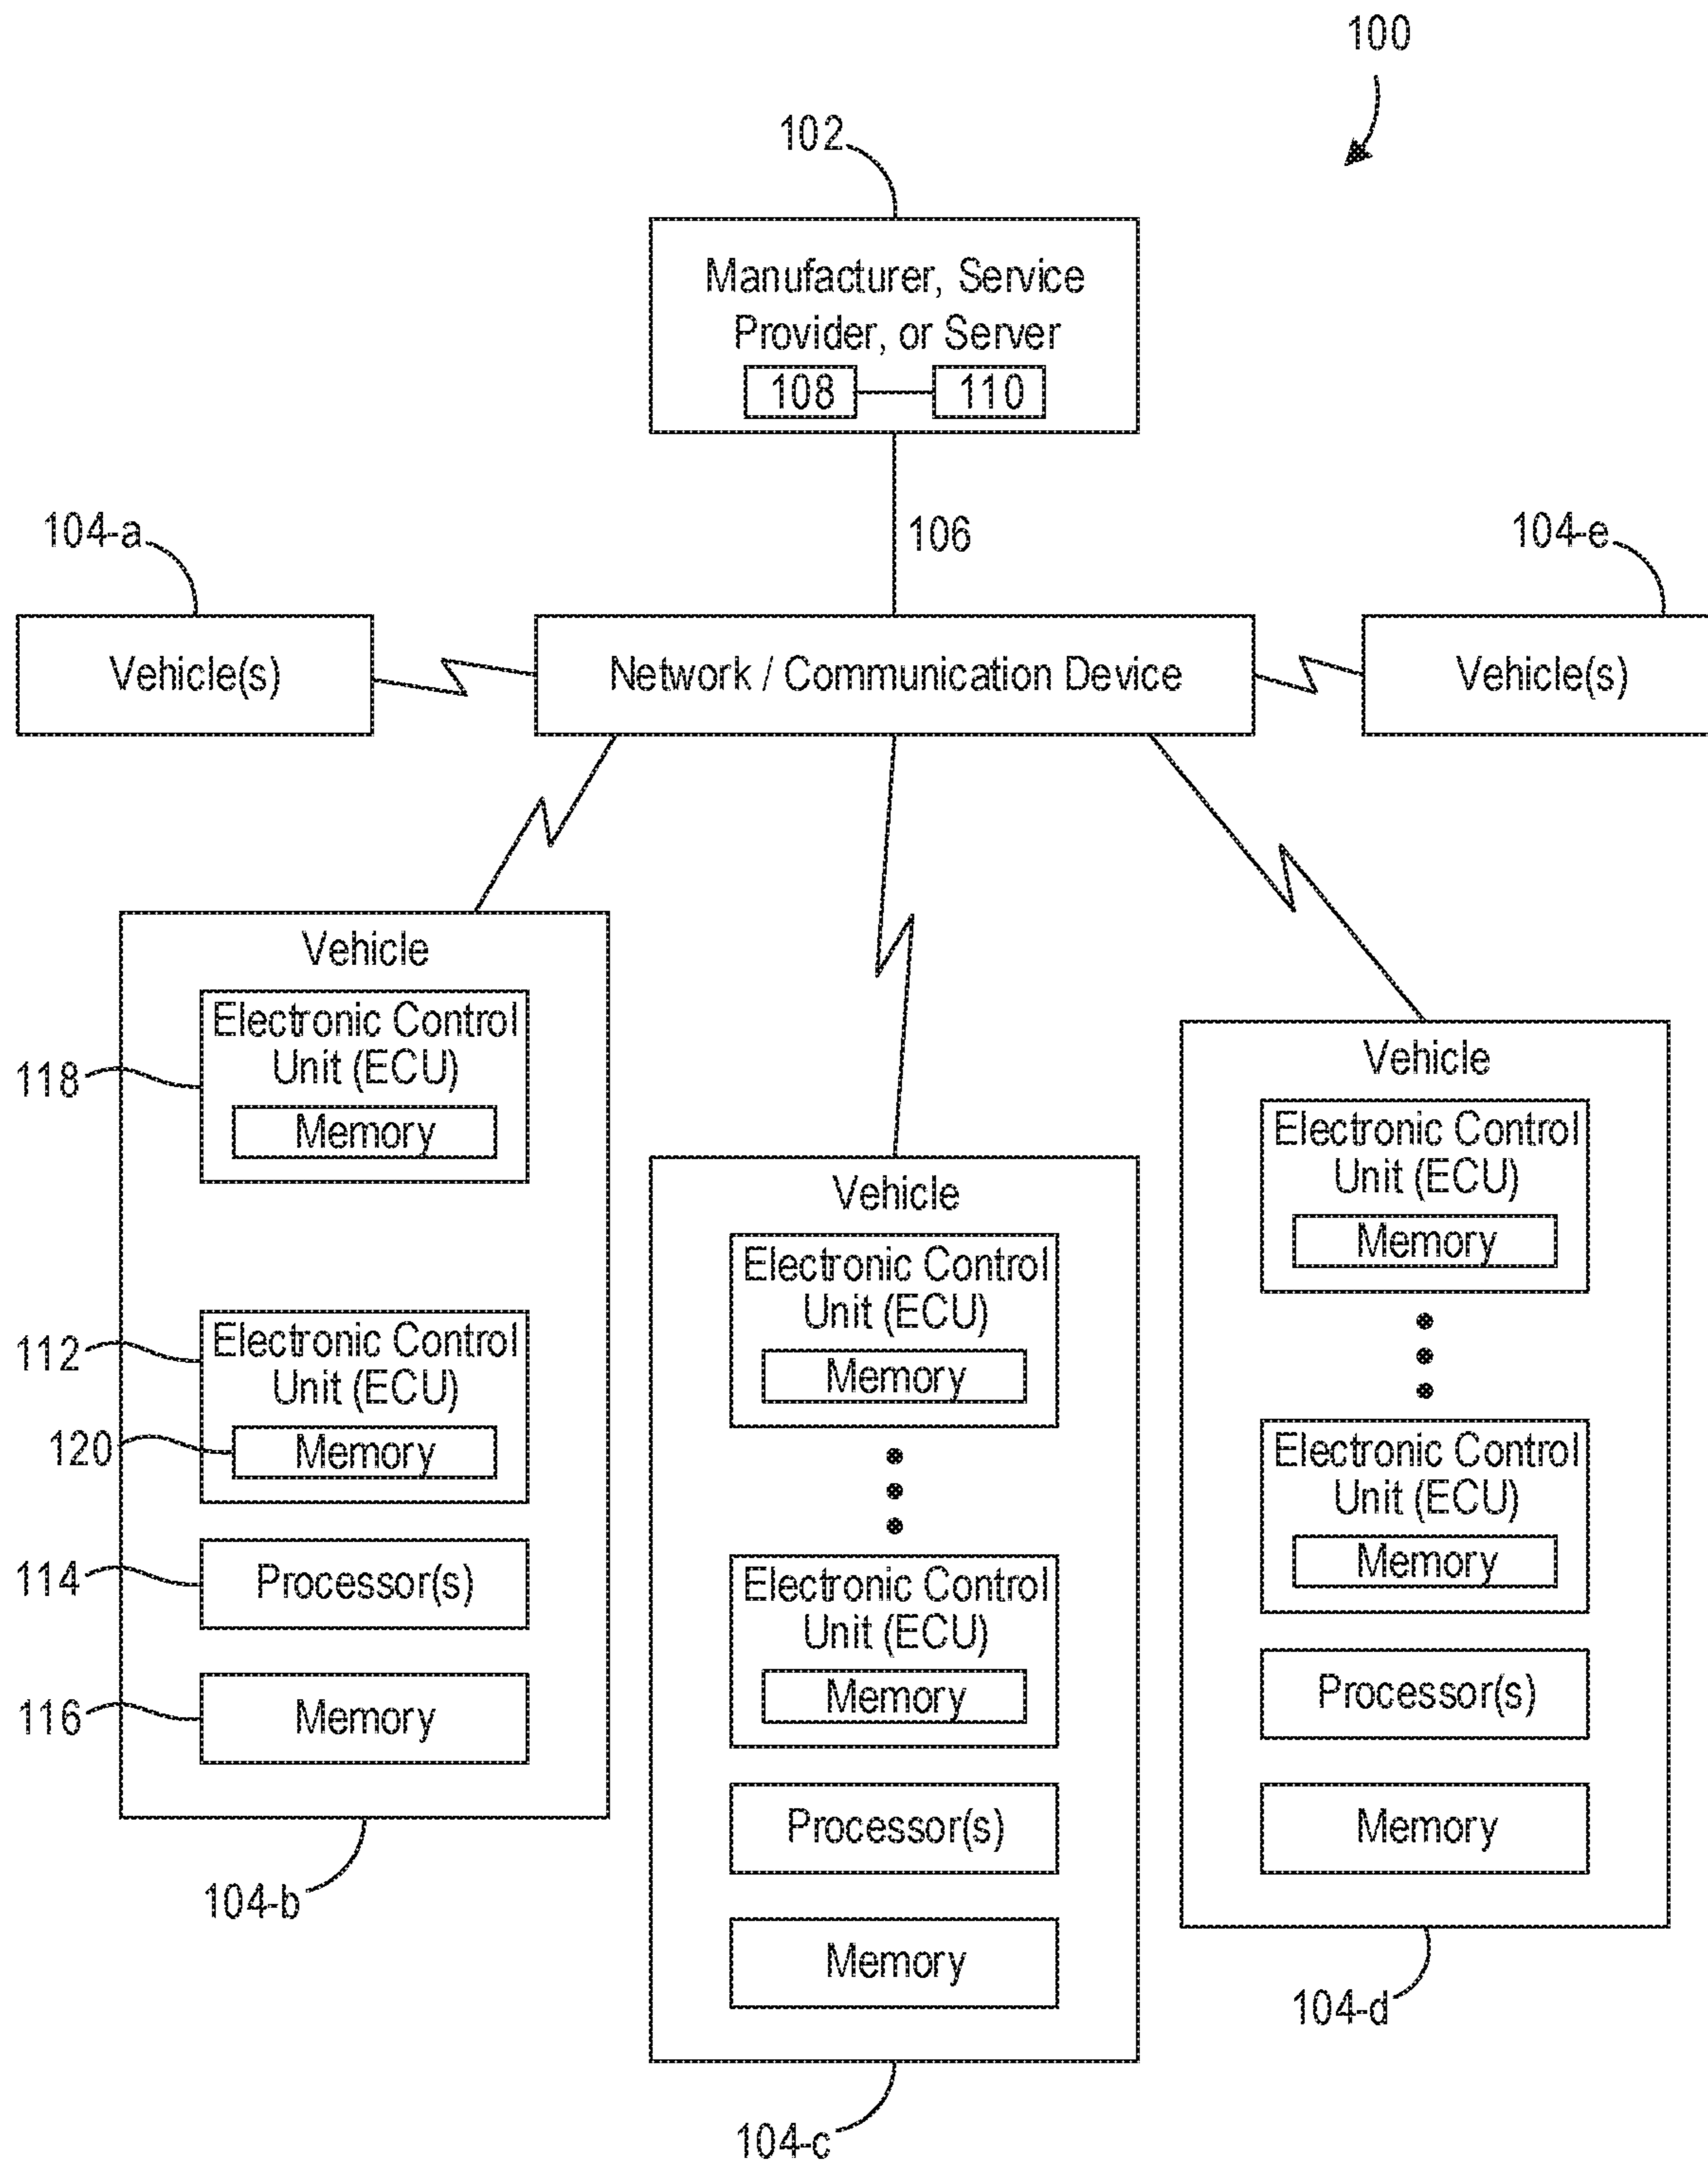 100
102
Manufacturer, Service
Provider, or Server
108
110
106
104-a
104-e
Vehicle(s)
Network / Communication Device
Vehicle(s)
Vehicle
Electronic Control
Unit (ECU)
Memory
118
Electronic Control
Unit (ECU)
Memory
112
120
Processor(s)
114
Memory
116
104-b
Vehicle
Electronic Control
Unit (ECU)
Memory
Electronic Control
Unit (ECU)
Memory
Processor(s)
Memory
104-c
Vehicle
Electronic Control
Unit (ECU)
Memory
Electronic Control
Unit (ECU)
Memory
Processor(s)
Memory
104-d